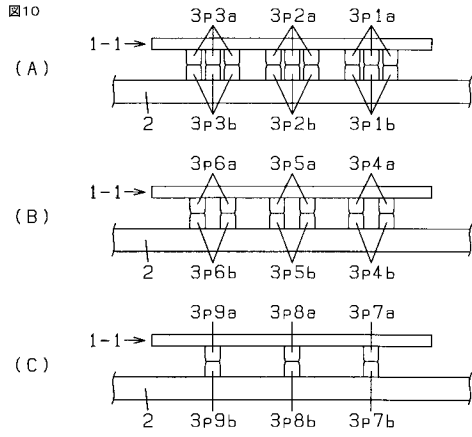 図10
3p3a 3p2a 3p1a
1-1
(A)
2 3p3b 3p2b 3p1b
3p6a 3p5a 3p4a
1-1
(B)
2 3p6b 3p5b 3p4b
3p9a 3p8a 3p7a
1-1
(C)
2 3p9b 3p8b 3p7b